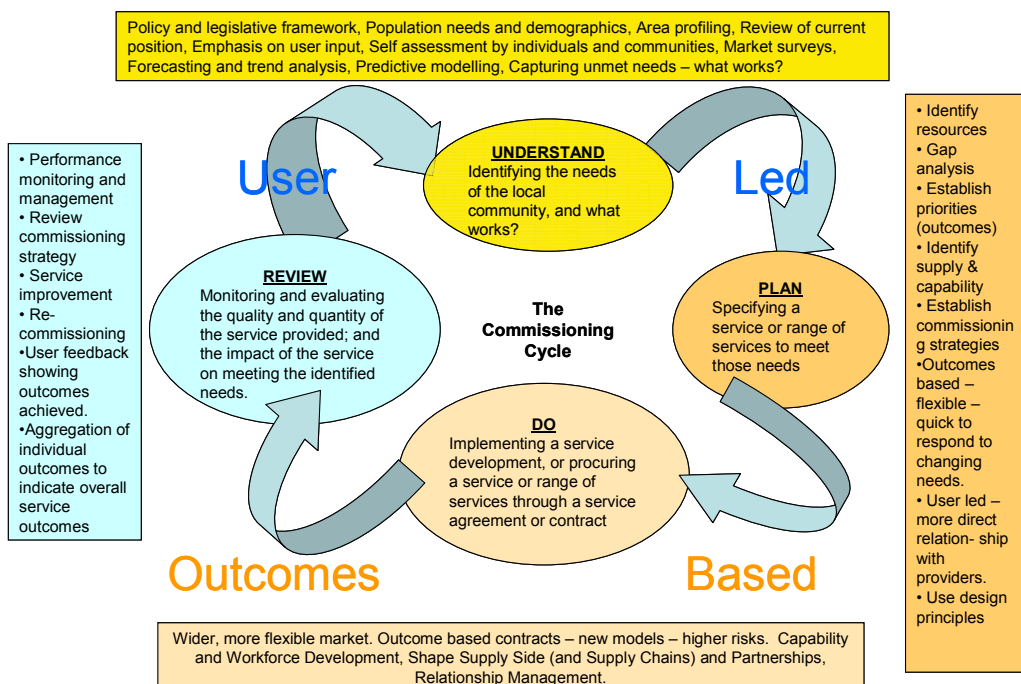 Policy and legislative framework, Population needs and demographics, Area profiling, Review of current
position, Emphasis on user input, Self assessment by individuals and communities, Market surveys,
Forecasting and trend analysis, Predictive modelling, Capturing unmet needs – what works?
User
Led
UNDERSTAND
Identifying the needs
of the local
community, and what
works?
• Performance
monitoring and
management
• Review
commissioning
strategy
• Service
improvement
• Re-
commissioning
•User feedback
showing
outcomes
achieved.
•Aggregation of
individual
outcomes to
indicate overall
service
outcomes
REVIEW
Monitoring and evaluating
the quality and quantity
of the service provided; and
the impact of the service
on meeting the identified
needs.
The
Commissioning
Cycle
PLAN
Specifying a
service or range of
services to meet
those needs
• Identify
resources
• Gap
analysis
• Establish
priorities
(outcomes)
• Identify
supply &
capability
• Establish
commissionin
g strategies
•Outcomes
based –
flexible –
quick to
respond to
changing
needs.
• User led –
more direct
relation- ship
with
providers.
• Use design
principles
DO
Implementing a service
development, or procuring
a service or range of
services through a service
agreement or contract
Outcomes
Based
Wider, more flexible market. Outcome based contracts – new models – higher risks. Capability
and Workforce Development, Shape Supply Side (and Supply Chains) and Partnerships,
Relationship Management.